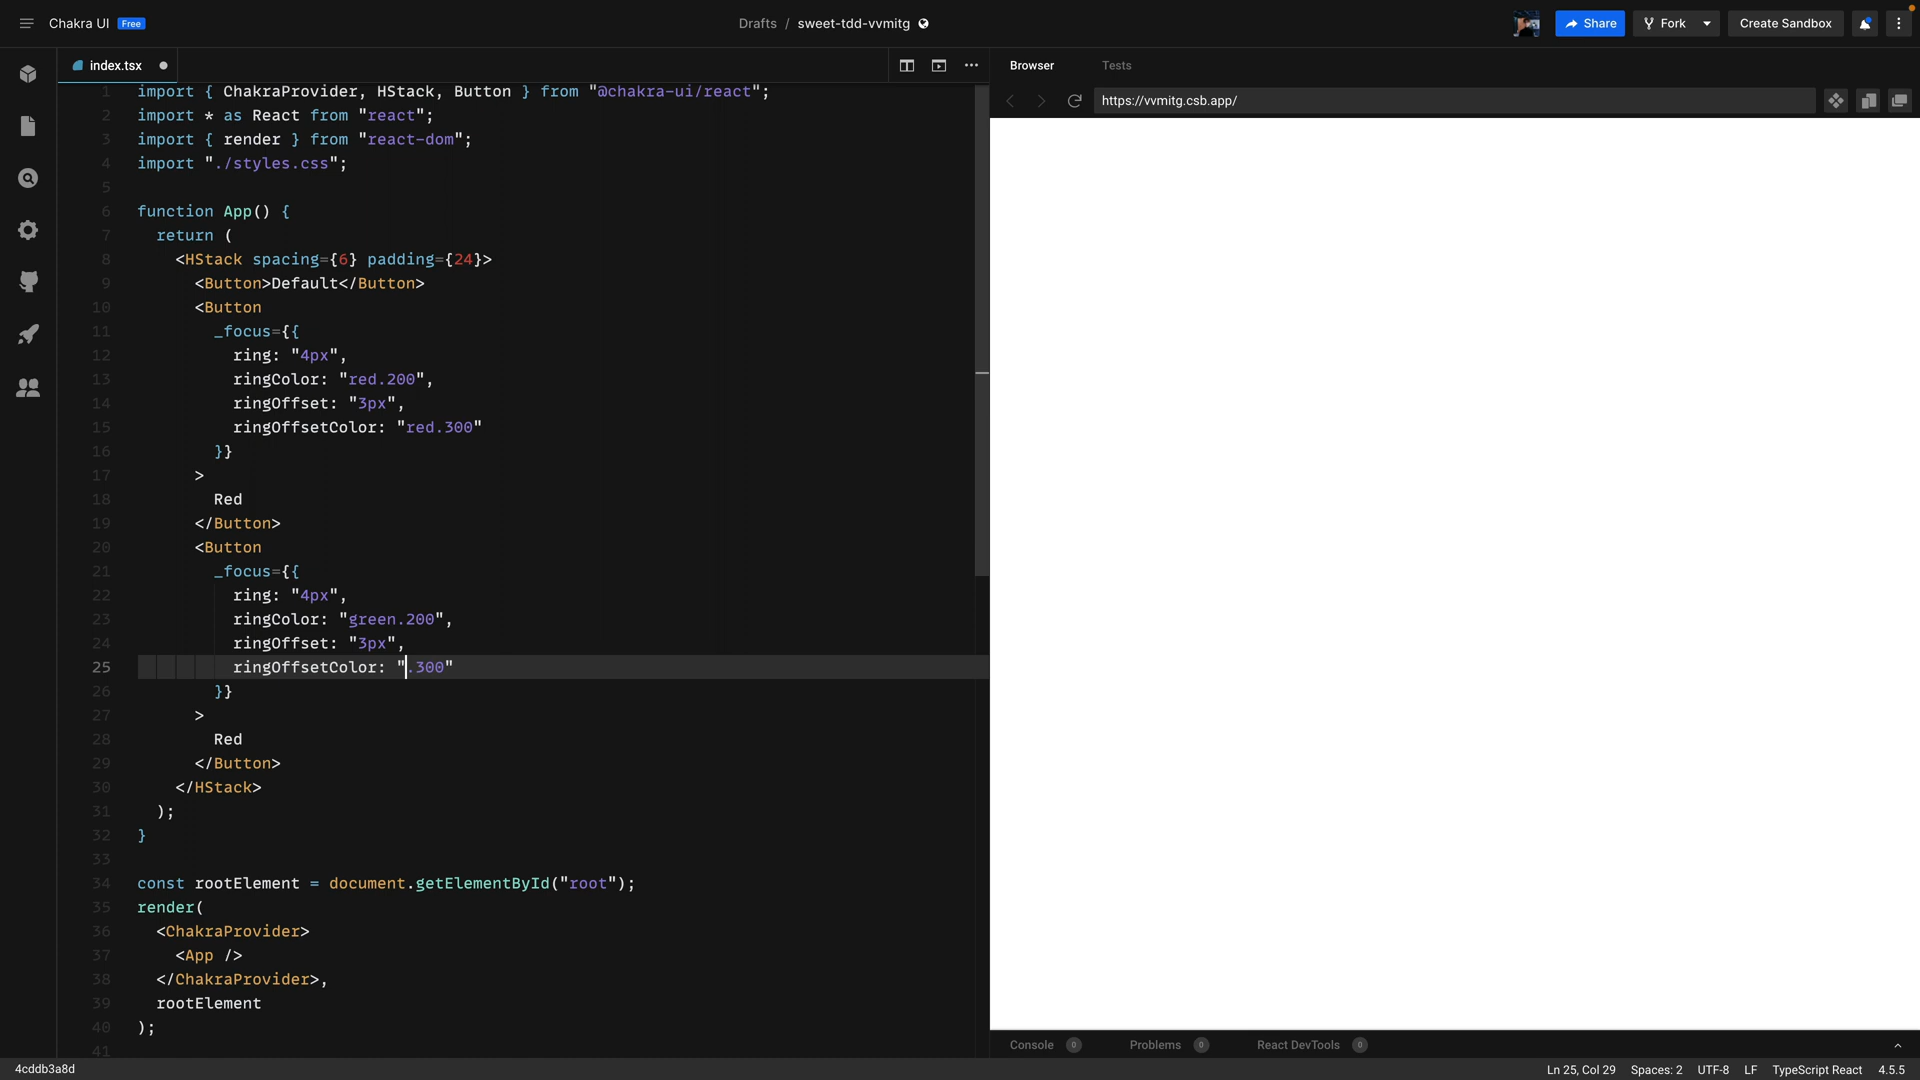 Chakra UI Free
Drafts / sweet-tdd-vvmitg
Share
Fork
Create Sandbox
index.tsx
Browser
Tests
https://vvmitg.csb.app/
1 import { ChakraProvider, HStack, Button } from "@chakra-ui/react";
2 import * as React from "react";
3 import { render } from "react-dom";
4 import "./styles.css";
5
6 function App() {
7 return (
8 <HStack spacing={6} padding={24}>
9 <Button>Default</Button>
10 <Button
11 _focus={{
12 ring: "4px",
13 ringColor: "red.200",
14 ringOffset: "3px",
15 ringOffsetColor: "red.300"
16 }}
17 >
18 Red
19 </Button>
20 <Button
21 _focus={{
22 ring: "4px",
23 ringColor: "green.200",
24 ringOffset: "3px",
25 ringOffsetColor: ".300"
26 }}
27 >
28 Red
29 </Button>
30 </HStack>
31 );
32 }
33
34 const rootElement = document.getElementById("root");
35 render(
36 <ChakraProvider>
37 <App />
38 </ChakraProvider>,
39 rootElement
40 );
41
Console 0
Problems 0
React DevTools 0
4cddb3a8d
Ln 25, Col 29
Spaces: 2
UTF-8
LF
TypeScript React
4.5.5